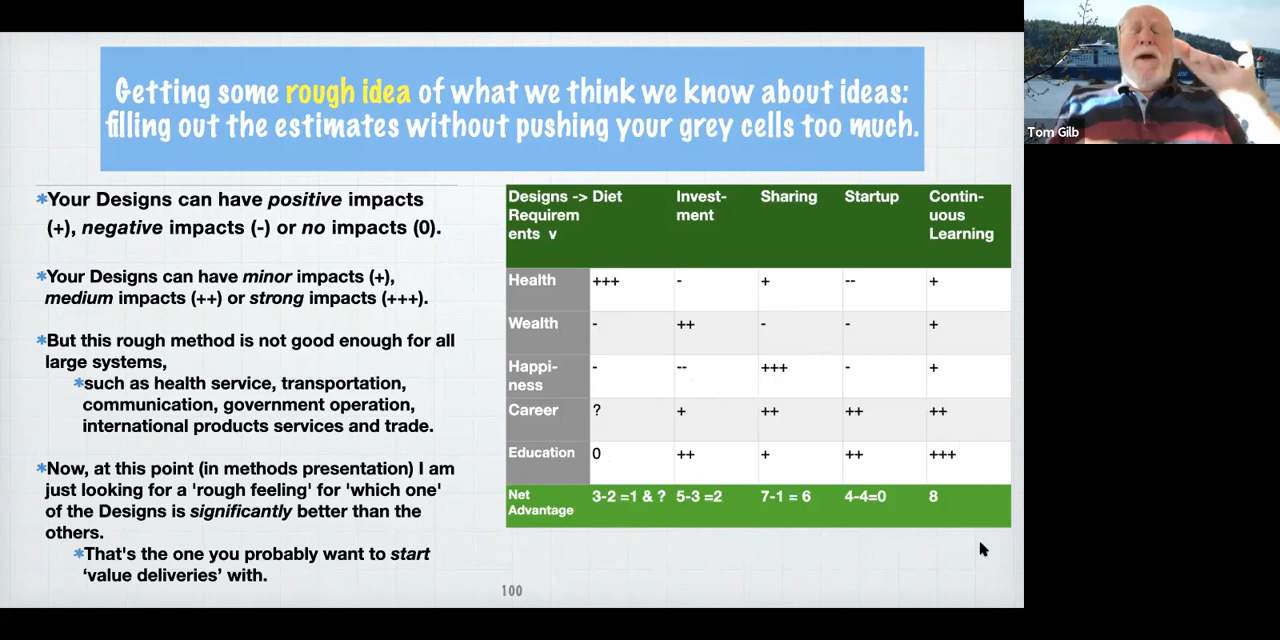 Getting some rough idea of what we think we know about ideas:
filling out the estimates without pushing your grey cells too much.
Tom Gilb
*Your Designs can have positive impacts
(+), negative impacts (-) or no impacts (0).
*Your Designs can have minor impacts (+),
medium impacts (++) or strong impacts (+++).
*But this rough method is not good enough for all
large systems,
*such as health service, transportation,
communication, government operation,
international products services and trade.
*Now, at this point (in methods presentation) I am
just looking for a 'rough feeling' for 'which one'
of the Designs is significantly better than the
others.
*That's the one you probably want to start
‘value deliveries’ with.
Designs -> Diet Invest- Sharing Startup Contin-
Requirem ment uous
ents v Learning
Health +++ - + -- +
Wealth - ++ - - +
Happi- - -- +++ - +
ness
Career ? + ++ ++ ++
Education 0 ++ + ++ +++
Net 3-2 =1 & ? 5-3 =2 7-1 = 6 4-4=0 8
Advantage
100